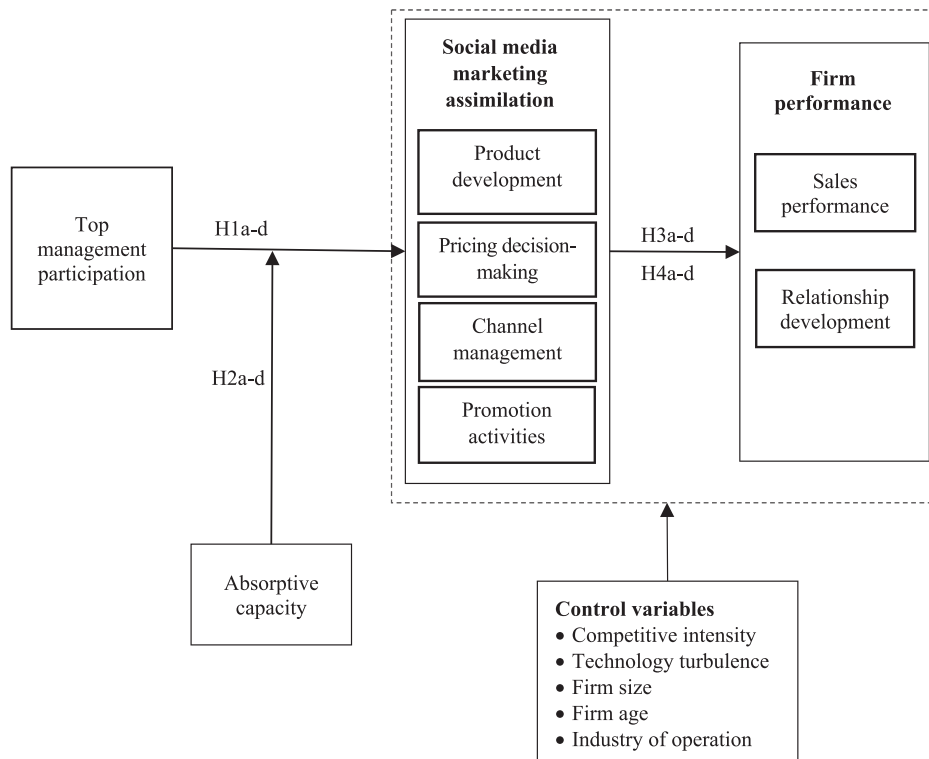 Social media
marketing
assimilation
Product
development
Pricing decision-
making
Channel
management
Promotion
activities
Firm
performance
Sales
performance
Relationship
development
Top
management
participation
H1a-d
H2a-d
H3a-d
H4a-d
Absorptive
capacity
Control variables
• Competitive intensity
• Technology turbulence
• Firm size
• Firm age
• Industry of operation